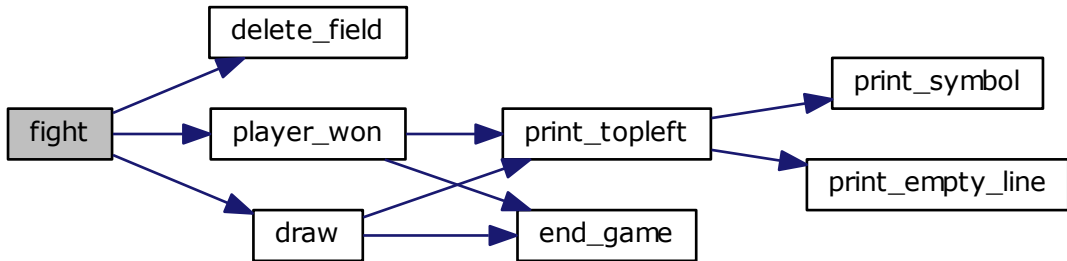 delete_field
fight
player_won
draw
print_topleft
end_game
print_symbol
print_empty_line